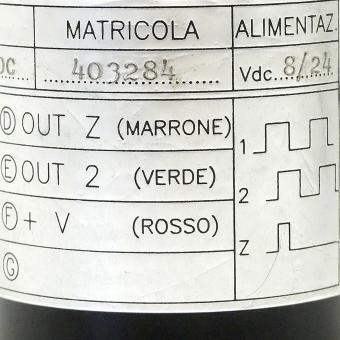 MATRICOLA ALIMENTAZ.
DC ....403284.... Vdc..8/24
Ⓓ OUT Z (MARRONE)
Ⓔ OUT 2 (VERDE)
Ⓕ + V (ROSSO)
Ⓖ
1
2
Z